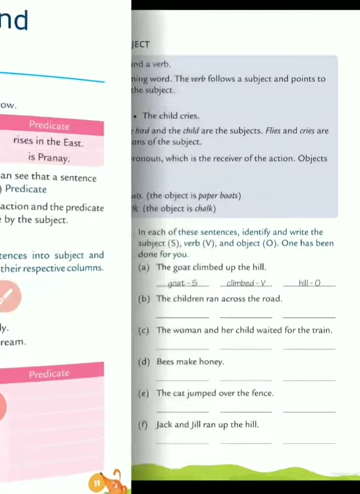 nd
ow.
Predicate
rises in the East.
is Pranay.
an see that a sentence
Predicate
action and the predicate
by the subject.
tences into subject and
their respective columns.
ly.
ream.
Predicate
11
JECT
and a verb.
ning word. The verb follows a subject and points to
the subject.
• The child cries.
bird and the child are the subjects. Flies and cries are
ons of the subject.
ronoun, which is the receiver of the action. Objects
ats. (the object is paper boats)
lk. (the object is chalk)
In each of these sentences, identify and write the
subject (S), verb (V), and object (O). One has been
done for you.
(a) The goat climbed up the hill.
goat - S climbed - V hill - O
(b) The children ran across the road.
(c) The woman and her child waited for the train.
(d) Bees make honey.
(e) The cat jumped over the fence.
(f) Jack and Jill ran up the hill.